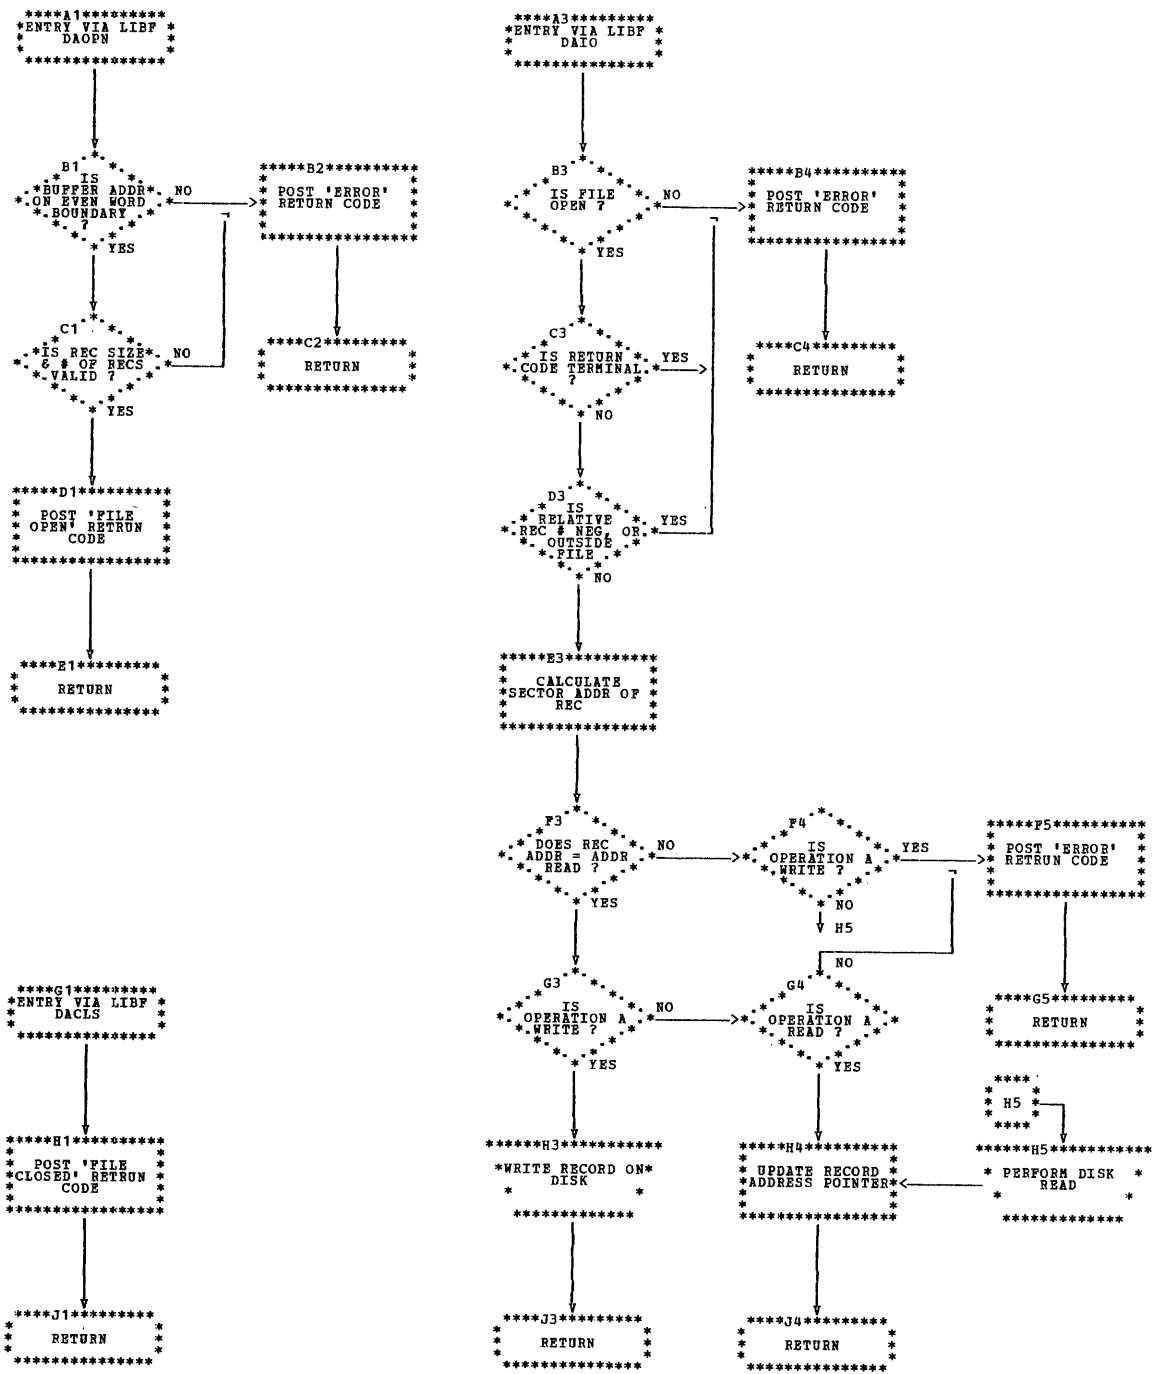 A1
ENTRY VIA LIBF
DAOPN
B1
IS
BUFFER ADDR
ON EVEN WORD
BOUNDARY
?
NO
YES
B2
POST 'ERROR'
RETURN CODE
C1
IS REC SIZE
& # OF RECS
VALID ?
NO
YES
C2
RETURN
D1
POST 'FILE
OPEN' RETRUN
CODE
E1
RETURN
G1
ENTRY VIA LIBF
DACLS
H1
POST 'FILE
CLOSED' RETRUN
CODE
J1
RETURN
A3
ENTRY VIA LIBF
DAIO
B3
IS FILE
OPEN ?
NO
YES
B4
POST 'ERROR'
RETURN CODE
C3
IS RETURN
CODE TERMINAL
?
YES
NO
C4
RETURN
D3
IS
RELATIVE
REC # NEG, OR
OUTSIDE
FILE
YES
NO
E3
CALCULATE
SECTOR ADDR OF
REC
F3
DOES REC
ADDR = ADDR
READ ?
NO
YES
F4
IS
OPERATION A
WRITE ?
YES
NO
H5
F5
POST 'ERROR'
RETRUN CODE
G3
IS
OPERATION A
WRITE ?
NO
YES
G4
NO
IS
OPERATION A
READ ?
YES
G5
RETURN
H5
H3
WRITE RECORD ON
DISK
H4
UPDATE RECORD
ADDRESS POINTER
H5
PERFORM DISK
READ
J3
RETURN
J4
RETURN